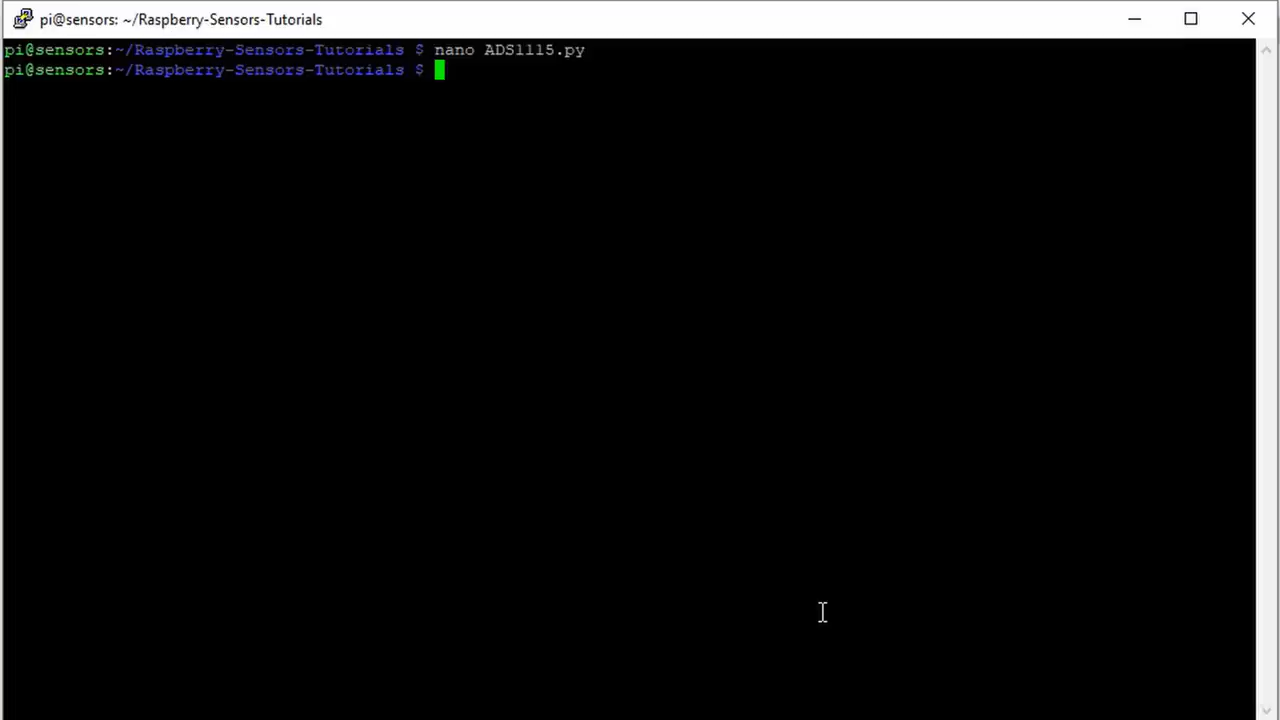 pi@sensors: ~/Raspberry-Sensors-Tutorials
pi@sensors:~/Raspberry-Sensors-Tutorials $ nano ADS1115.py
pi@sensors:~/Raspberry-Sensors-Tutorials $